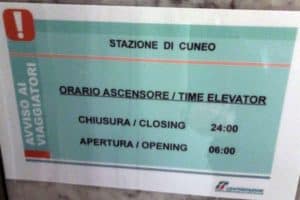 !
AVVISO AI
VIAGGIATORI
STAZIONE DI CUNEO
ORARIO ASCENSORE / TIME ELEVATOR
CHIUSURA / CLOSING 24:00
APERTURA / OPENING 06:00